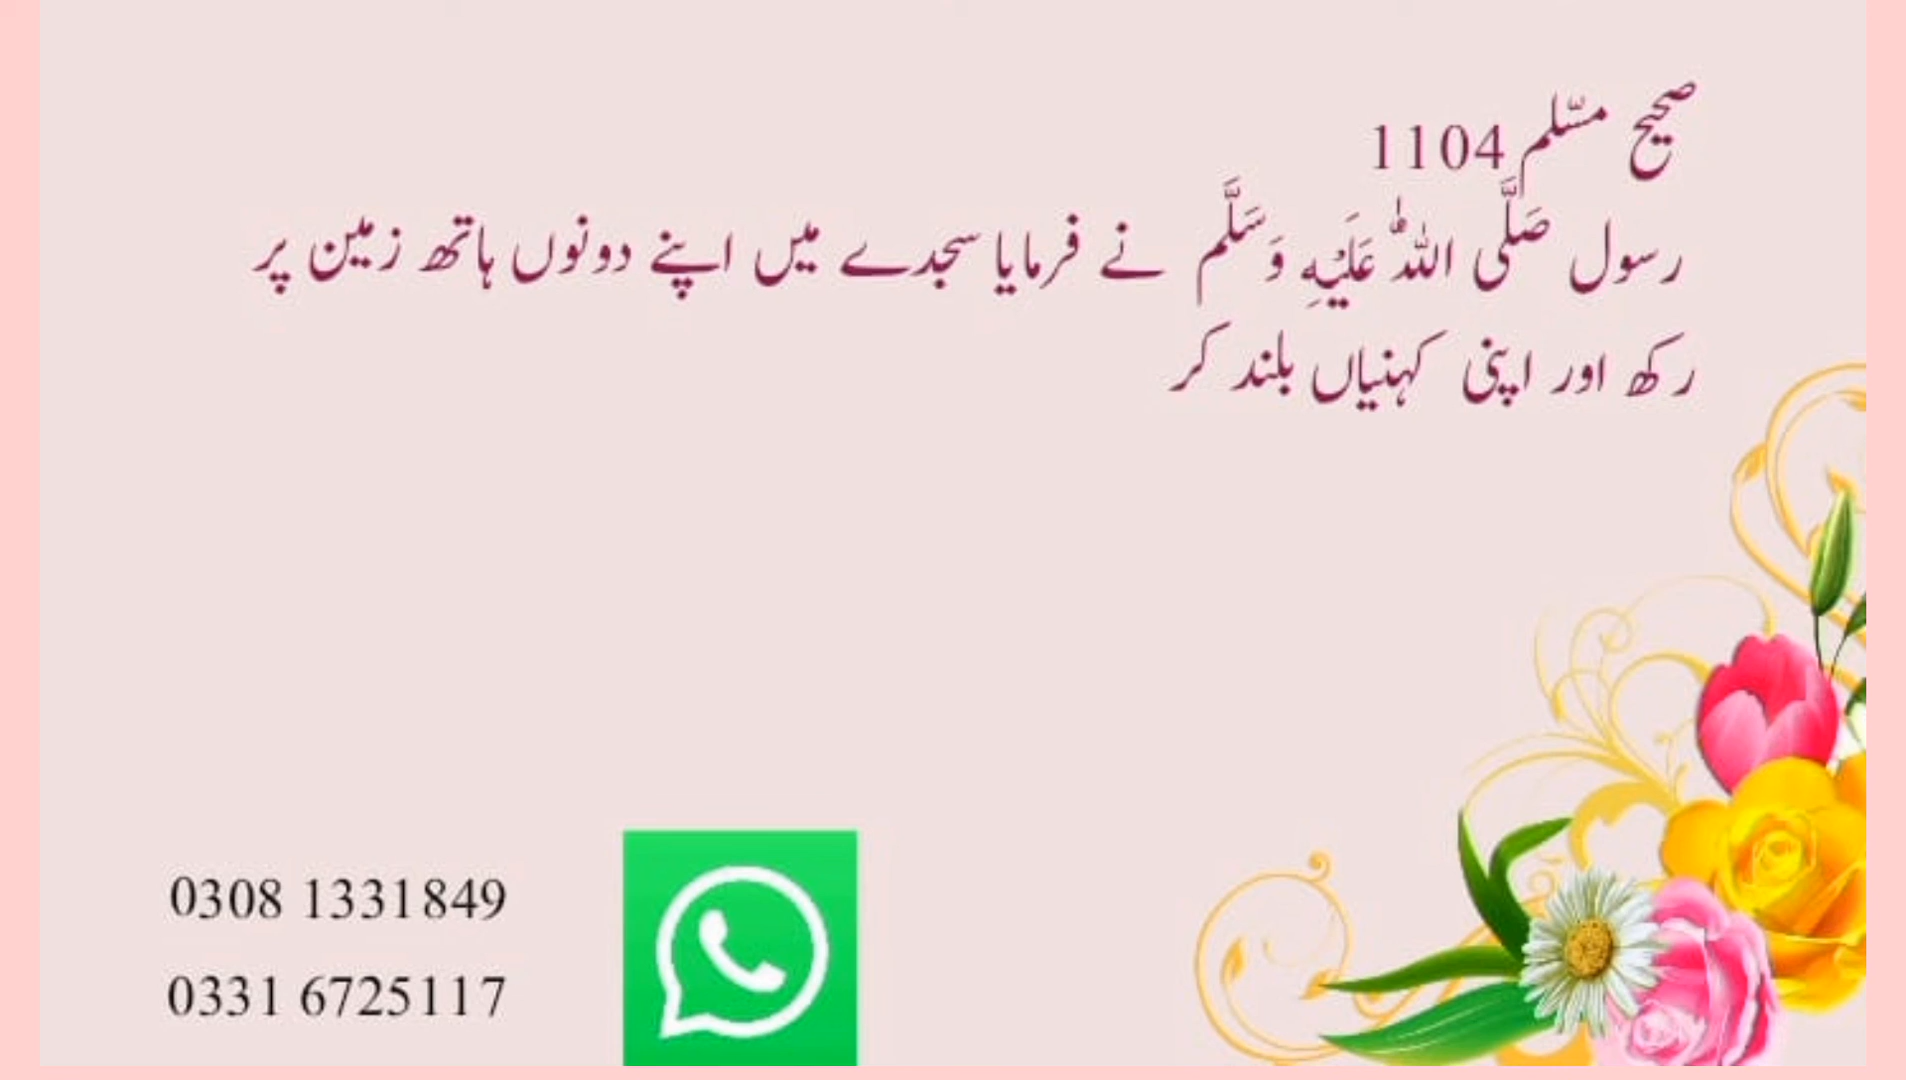 صحیح مسلم 1104
رسول صَلَّی اللہُ عَلَیْہِ وَسَلَّم نے فرمایا سجدے میں اپنے دونوں ہاتھ زمین پر
رکھ اور اپنی کہنیاں بلند کر
0308 1331849
0331 6725117